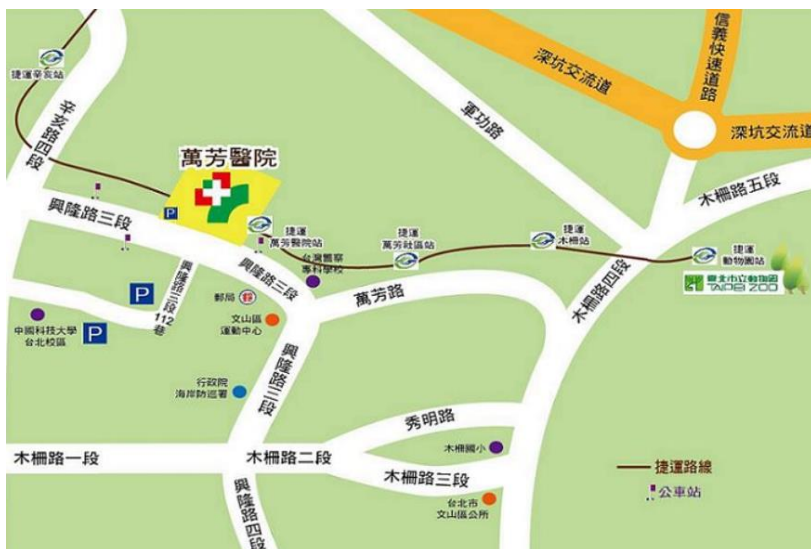 信義快速道路
深坑交流道
捷運辛亥站
軍功路
深坑交流道
辛亥路四段
萬芳醫院
木柵路五段
P
興隆路三段
捷運
萬芳醫院站
捷運
萬芳社區站
捷運
木柵站
捷運
動物園站
台灣警察
專科學校
興隆路三段
臺北市立動物園
TAIPEI ZOO
P
郵局
萬芳路
木柵路四段
興隆路三段112巷
文山區
運動中心
中國科技大學
台北校區
P
興隆路三段
行政院
海岸防巡署
秀明路
木柵路一段
木柵路二段
木柵國小
木柵路三段
捷運路線
公車站
台北市
文山區公所
興隆路四段